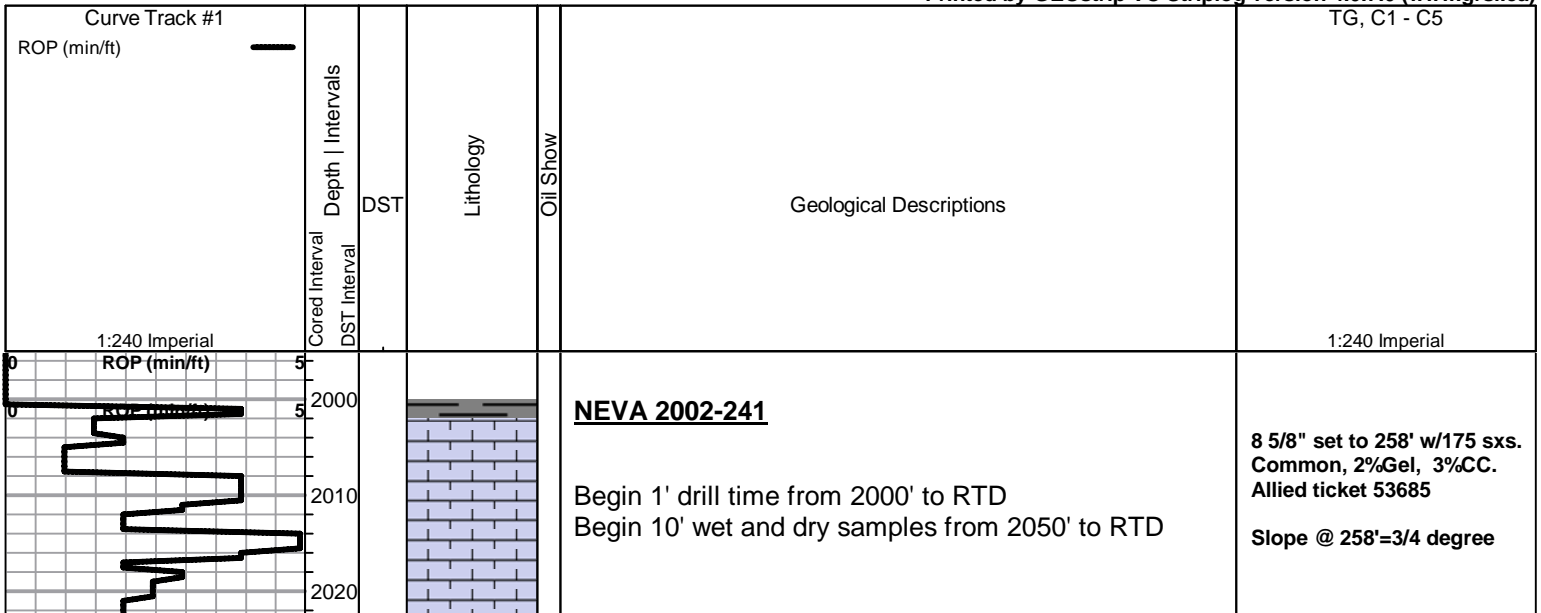 Curve Track #1
ROP (min/ft)
1:240 Imperial
Depth | Intervals
Cored Interval
DST Interval
DST
Lithology
Oil Show
Geological Descriptions
TG, C1 - C5
1:240 Imperial
0 ROP (min/ft) 5
2000
0 ROP (min/ft) 5
NEVA 2002-241
8 5/8" set to 258' w/175 sxs.
Common, 2%Gel, 3%CC.
Allied ticket 53685
2010
Begin 1' drill time from 2000' to RTD
Begin 10' wet and dry samples from 2050' to RTD
Slope @ 258'=3/4 degree
2020